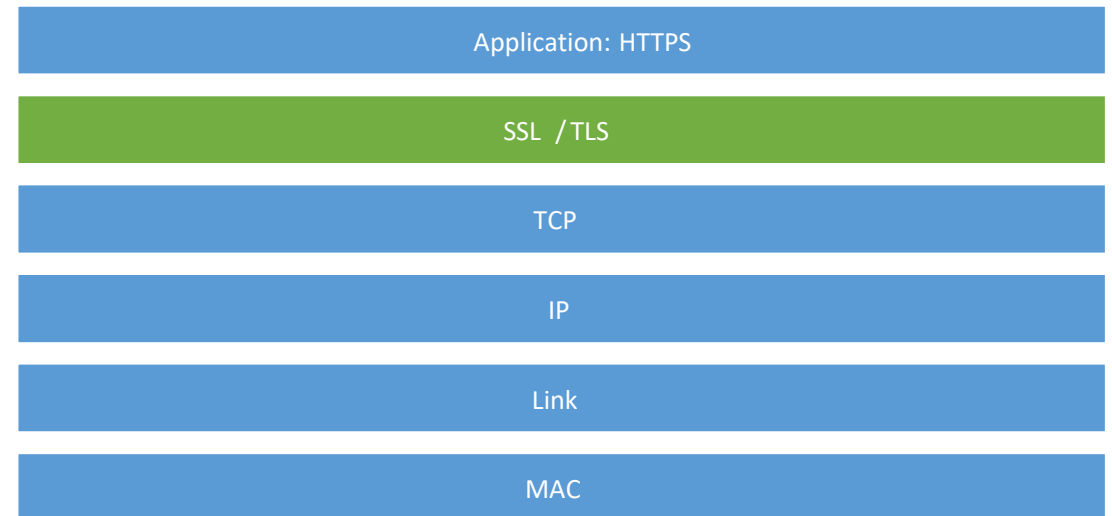 Application: HTTPS
SSL / TLS
TCP
IP
Link
MAC